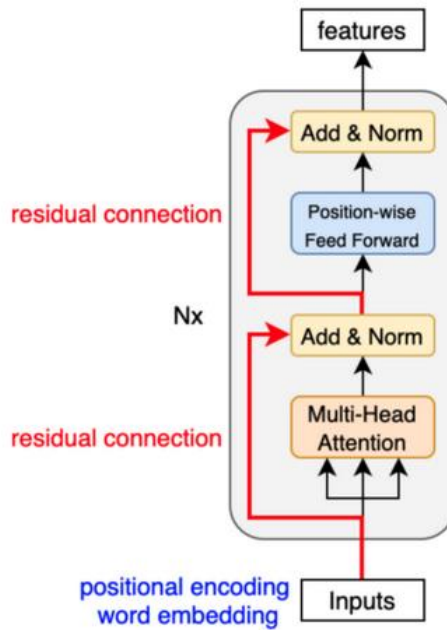 features
Add & Norm
residual connection
Position-wise
Feed Forward
Nx
Add & Norm
residual connection
Multi-Head
Attention
positional encoding
word embedding
Inputs